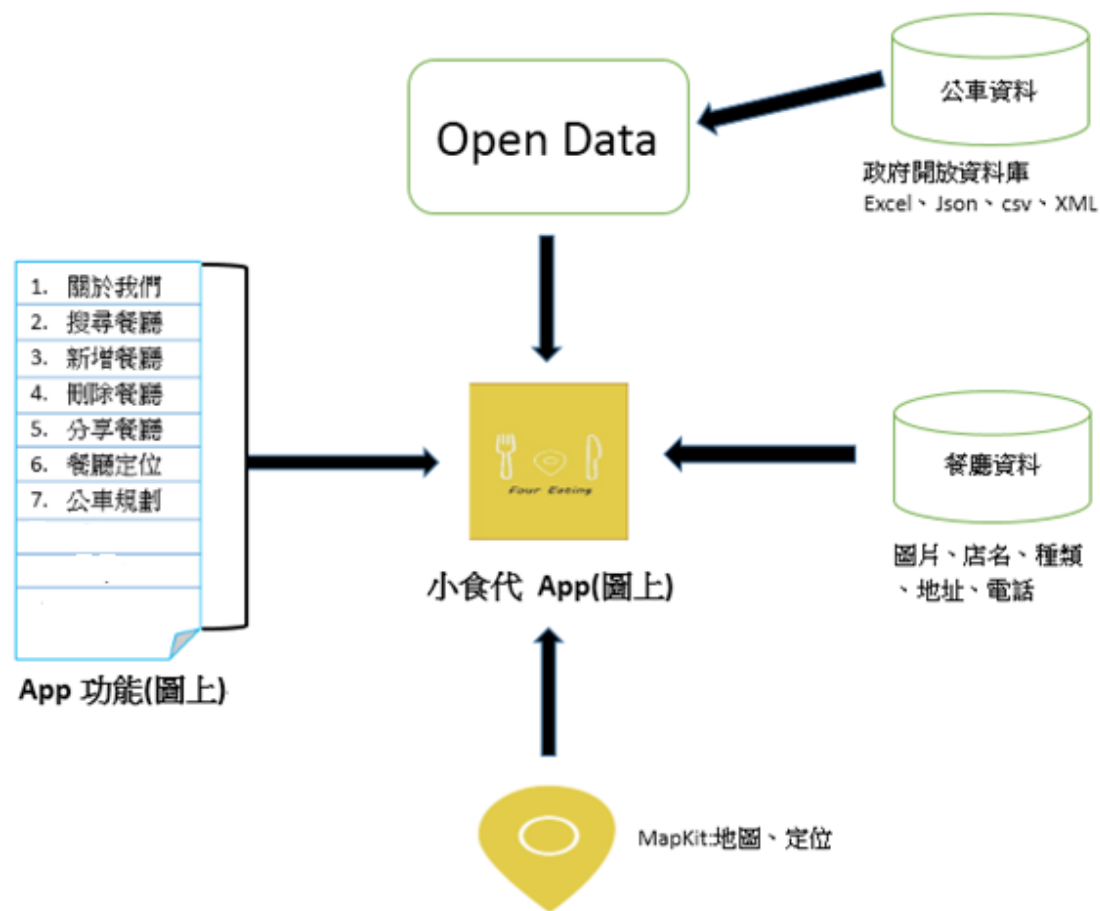 Open Data
公車資料
政府開放資料庫
Excel、Json、csv、XML
1. 關於我們
2. 搜尋餐廳
3. 新增餐廳
4. 刪除餐廳
5. 分享餐廳
6. 餐廳定位
7. 公車規劃
App 功能(圖上)
Four Eating
小食代 App(圖上)
餐廳資料
圖片、店名、種類
、地址、電話
MapKit:地圖、定位